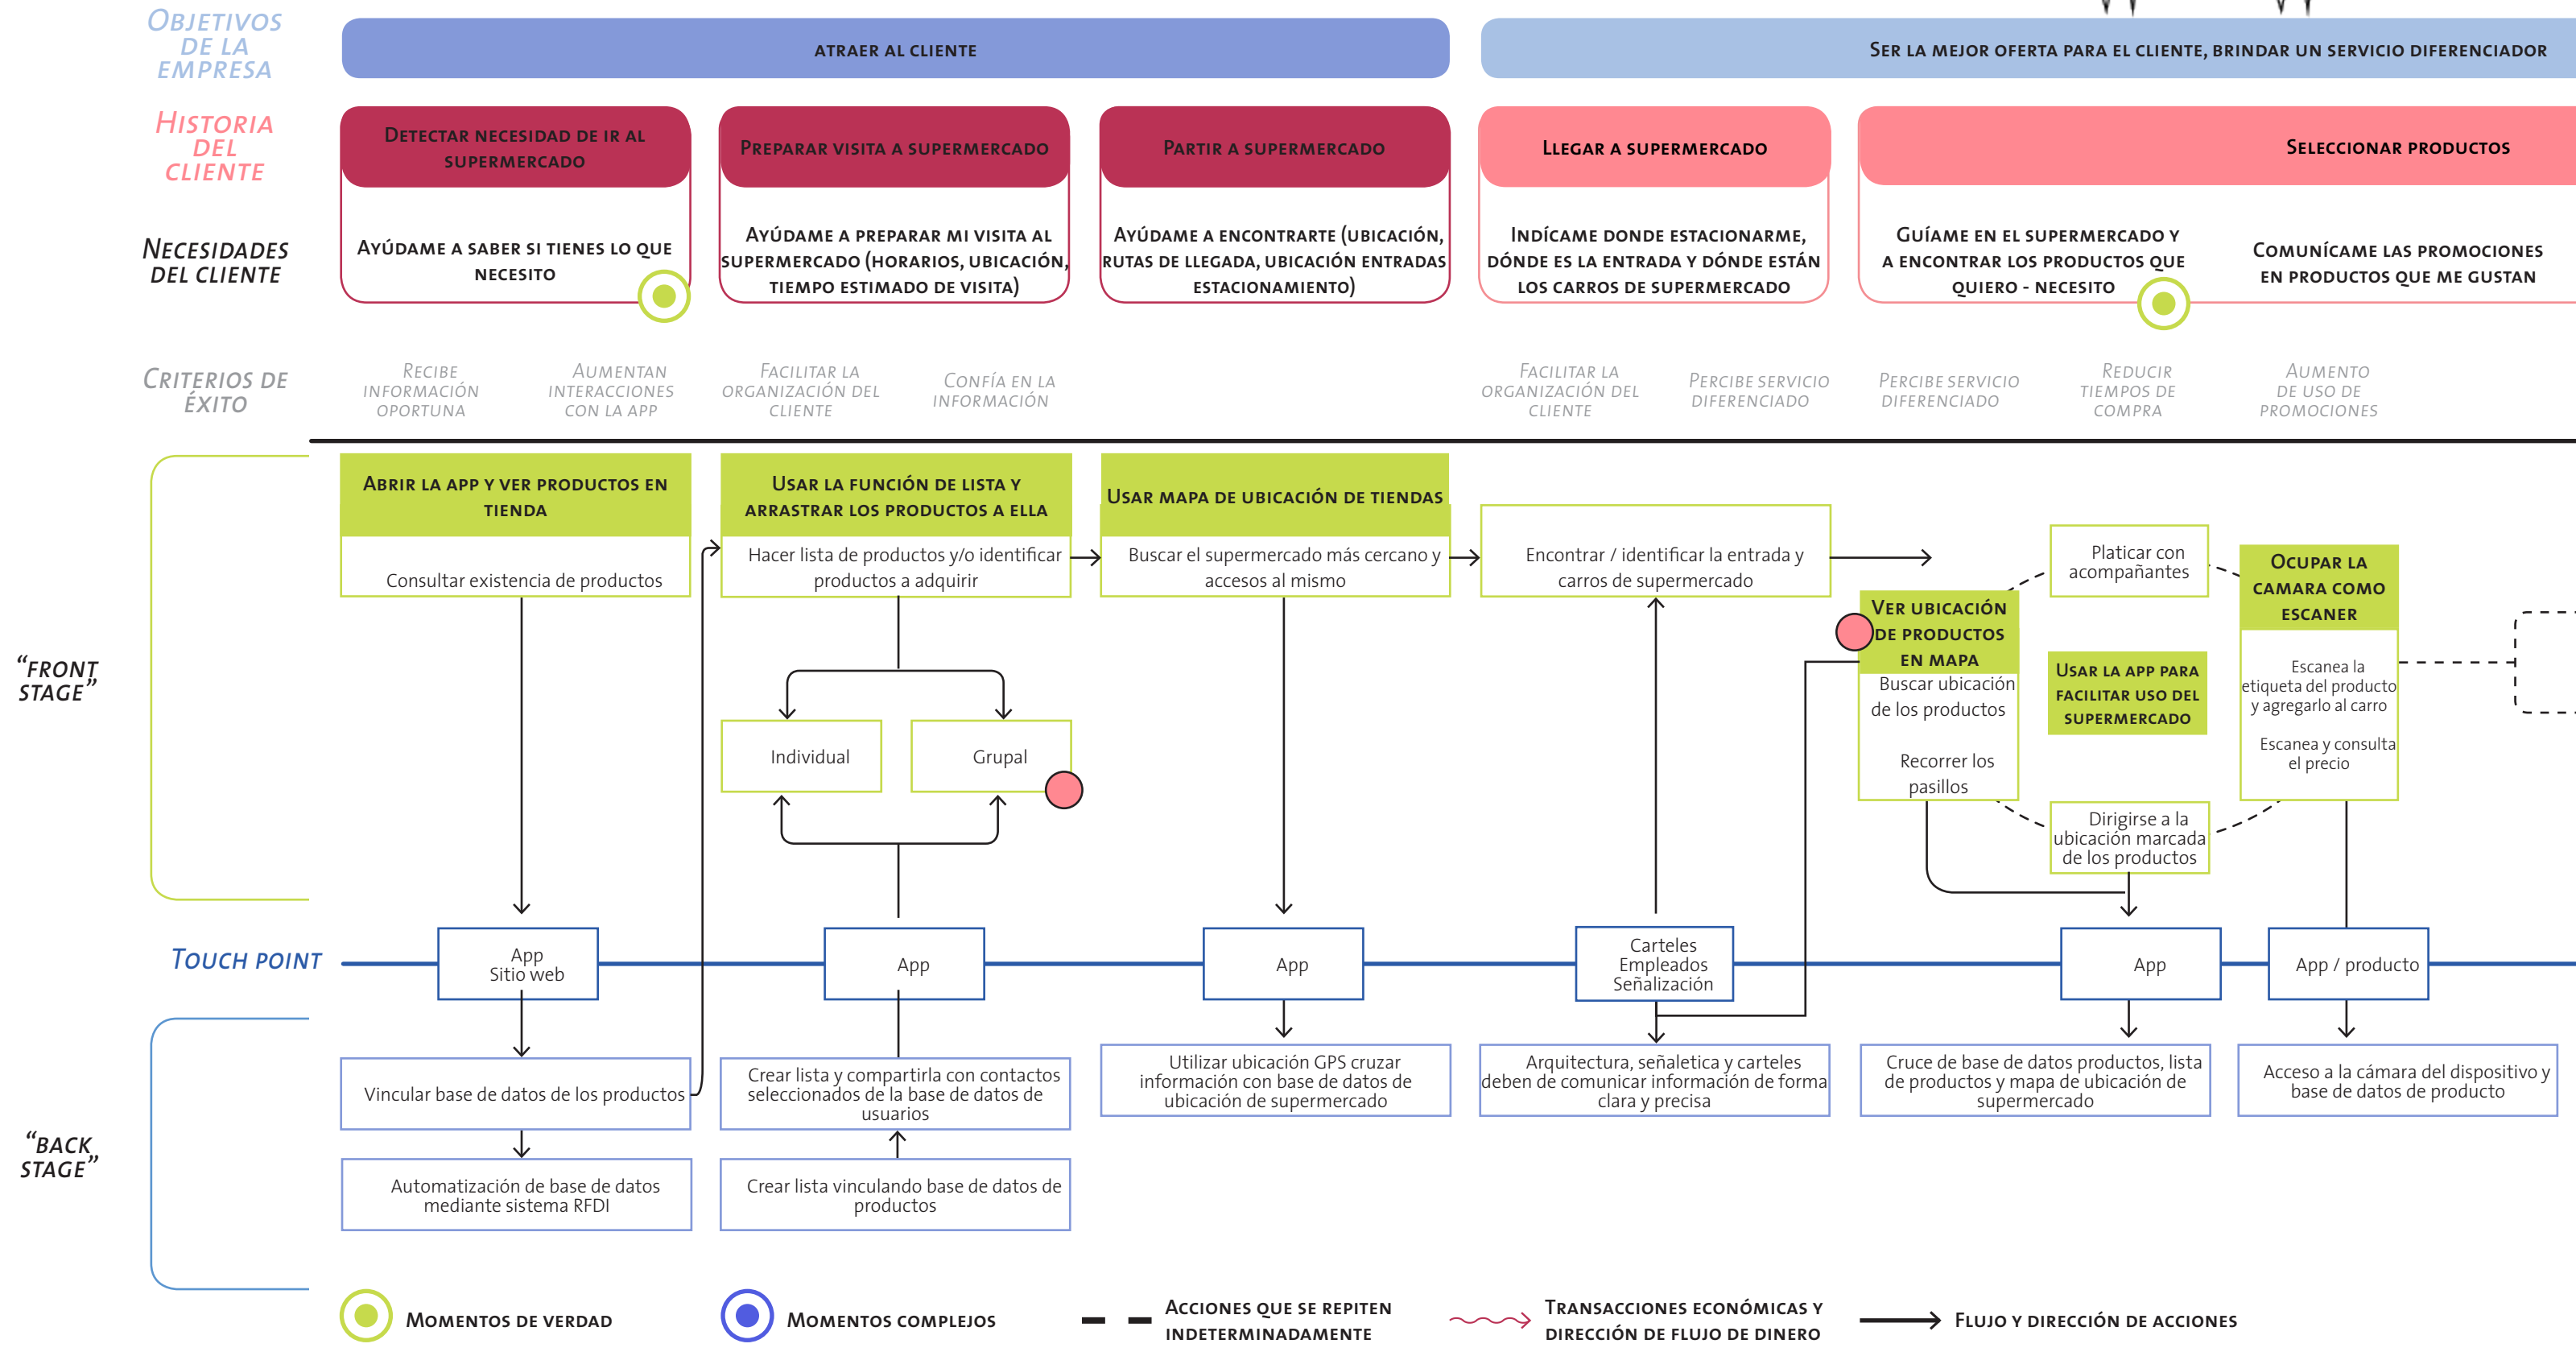 OBJETIVOS
DE LA
EMPRESA
ATRAER AL CLIENTE
SER LA MEJOR OFERTA PARA EL CLIENTE, BRINDAR UN SERVICIO DIFERENCIADOR
HISTORIA
DEL
CLIENTE
DETECTAR NECESIDAD DE IR AL
SUPERMERCADO
PREPARAR VISITA A SUPERMERCADO
PARTIR A SUPERMERCADO
LLEGAR A SUPERMERCADO
SELECCIONAR PRODUCTOS
NECESIDADES
DEL CLIENTE
AYÚDAME A SABER SI TIENES LO QUE
NECESITO
AYÚDAME A PREPARAR MI VISITA AL
SUPERMERCADO (HORARIOS, UBICACIÓN,
TIEMPO ESTIMADO DE VISITA)
AYÚDAME A ENCONTRARTE (UBICACIÓN,
RUTAS DE LLEGADA, UBICACIÓN ENTRADAS
ESTACIONAMIENTO)
INDÍCAME DONDE ESTACIONARME,
DÓNDE ES LA ENTRADA Y DÓNDE ESTÁN
LOS CARROS DE SUPERMERCADO
GUÍAME EN EL SUPERMERCADO Y
A ENCONTRAR LOS PRODUCTOS QUE
QUIERO - NECESITO
COMUNÍCAME LAS PROMOCIONES
EN PRODUCTOS QUE ME GUSTAN
CRITERIOS DE
ÉXITO
RECIBE
INFORMACIÓN
OPORTUNA
AUMENTAN
INTERACCIONES
CON LA APP
FACILITAR LA
ORGANIZACIÓN DEL
CLIENTE
CONFÍA EN LA
INFORMACIÓN
FACILITAR LA
ORGANIZACIÓN DEL
CLIENTE
PERCIBE SERVICIO
DIFERENCIADO
PERCIBE SERVICIO
DIFERENCIADO
REDUCIR
TIEMPOS DE
COMPRA
AUMENTO
DE USO DE
PROMOCIONES
"FRONT
STAGE"
ABRIR LA APP Y VER PRODUCTOS EN
TIENDA
Consultar existencia de productos
USAR LA FUNCIÓN DE LISTA Y
ARRASTRAR LOS PRODUCTOS A ELLA
Hacer lista de productos y/o identificar
productos a adquirir
Individual
Grupal
USAR MAPA DE UBICACIÓN DE TIENDAS
Buscar el supermercado más cercano y
accesos al mismo
Encontrar / identificar la entrada y
carros de supermercado
VER UBICACIÓN
DE PRODUCTOS
EN MAPA
Buscar ubicación
de los productos
Recorrer los
pasillos
Platicar con
acompañantes
USAR LA APP PARA
FACILITAR USO DEL
SUPERMERCADO
Dirigirse a la
ubicación marcada
de los productos
OCUPAR LA
CAMARA COMO
ESCANER
Escanea la
etiqueta del producto
y agregarlo al carro
Escanea y consulta
el precio
TOUCH POINT
App
Sitio web
App
App
Carteles
Empleados
Señalización
App
App / producto
"BACK
STAGE"
Vincular base de datos de los productos
Automatización de base de datos
mediante sistema RFDI
Crear lista y compartirla con contactos
seleccionados de la base de datos de
usuarios
Crear lista vinculando base de datos de
productos
Utilizar ubicación GPS cruzar
información con base de datos de
ubicación de supermercado
Arquitectura, señaletica y carteles
deben de comunicar información de forma
clara y precisa
Cruce de base de datos productos, lista
de productos y mapa de ubicación de
supermercado
Acceso a la cámara del dispositivo y
base de datos de producto
MOMENTOS DE VERDAD
MOMENTOS COMPLEJOS
ACCIONES QUE SE REPITEN
INDETERMINADAMENTE
TRANSACCIONES ECONÓMICAS Y
DIRECCIÓN DE FLUJO DE DINERO
FLUJO Y DIRECCIÓN DE ACCIONES